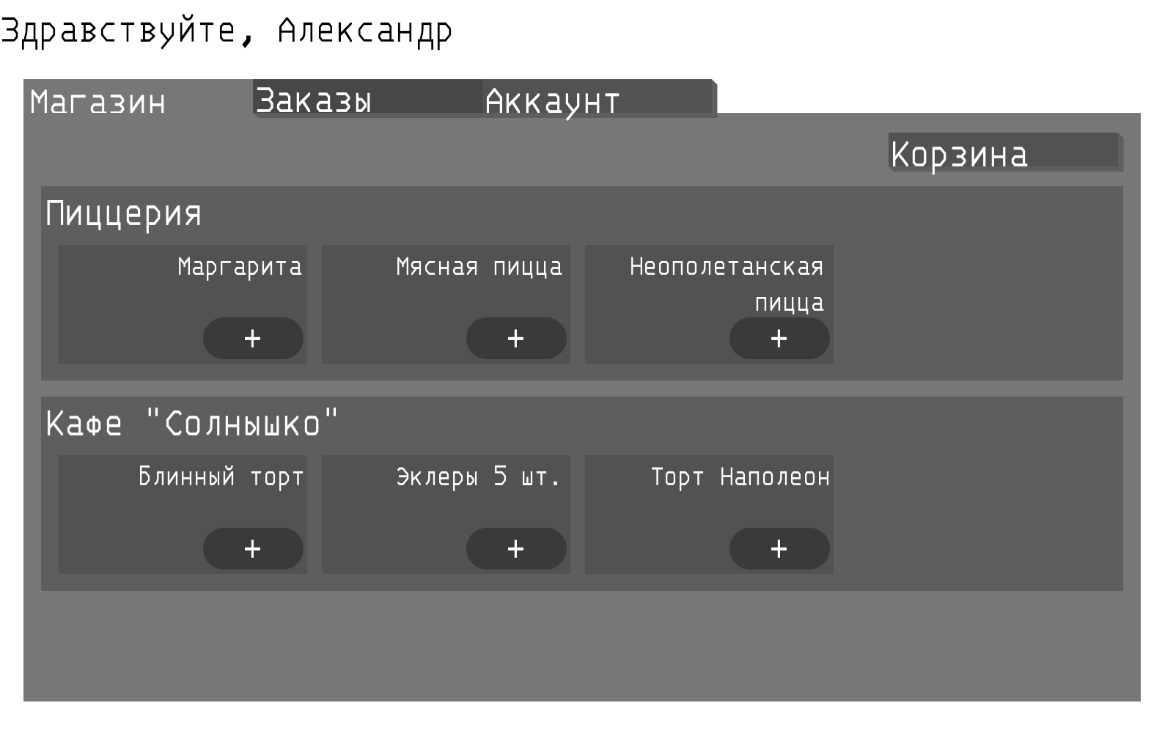 Здравствуйте, Александр
Магазин Заказы Аккаунт
Корзина
Пиццерия
Маргарита Мясная пицца Неополетанская
пицца
+ + +
Кафе "Солнышко"
Блинный торт Эклеры 5 шт. Торт Наполеон
+ + +